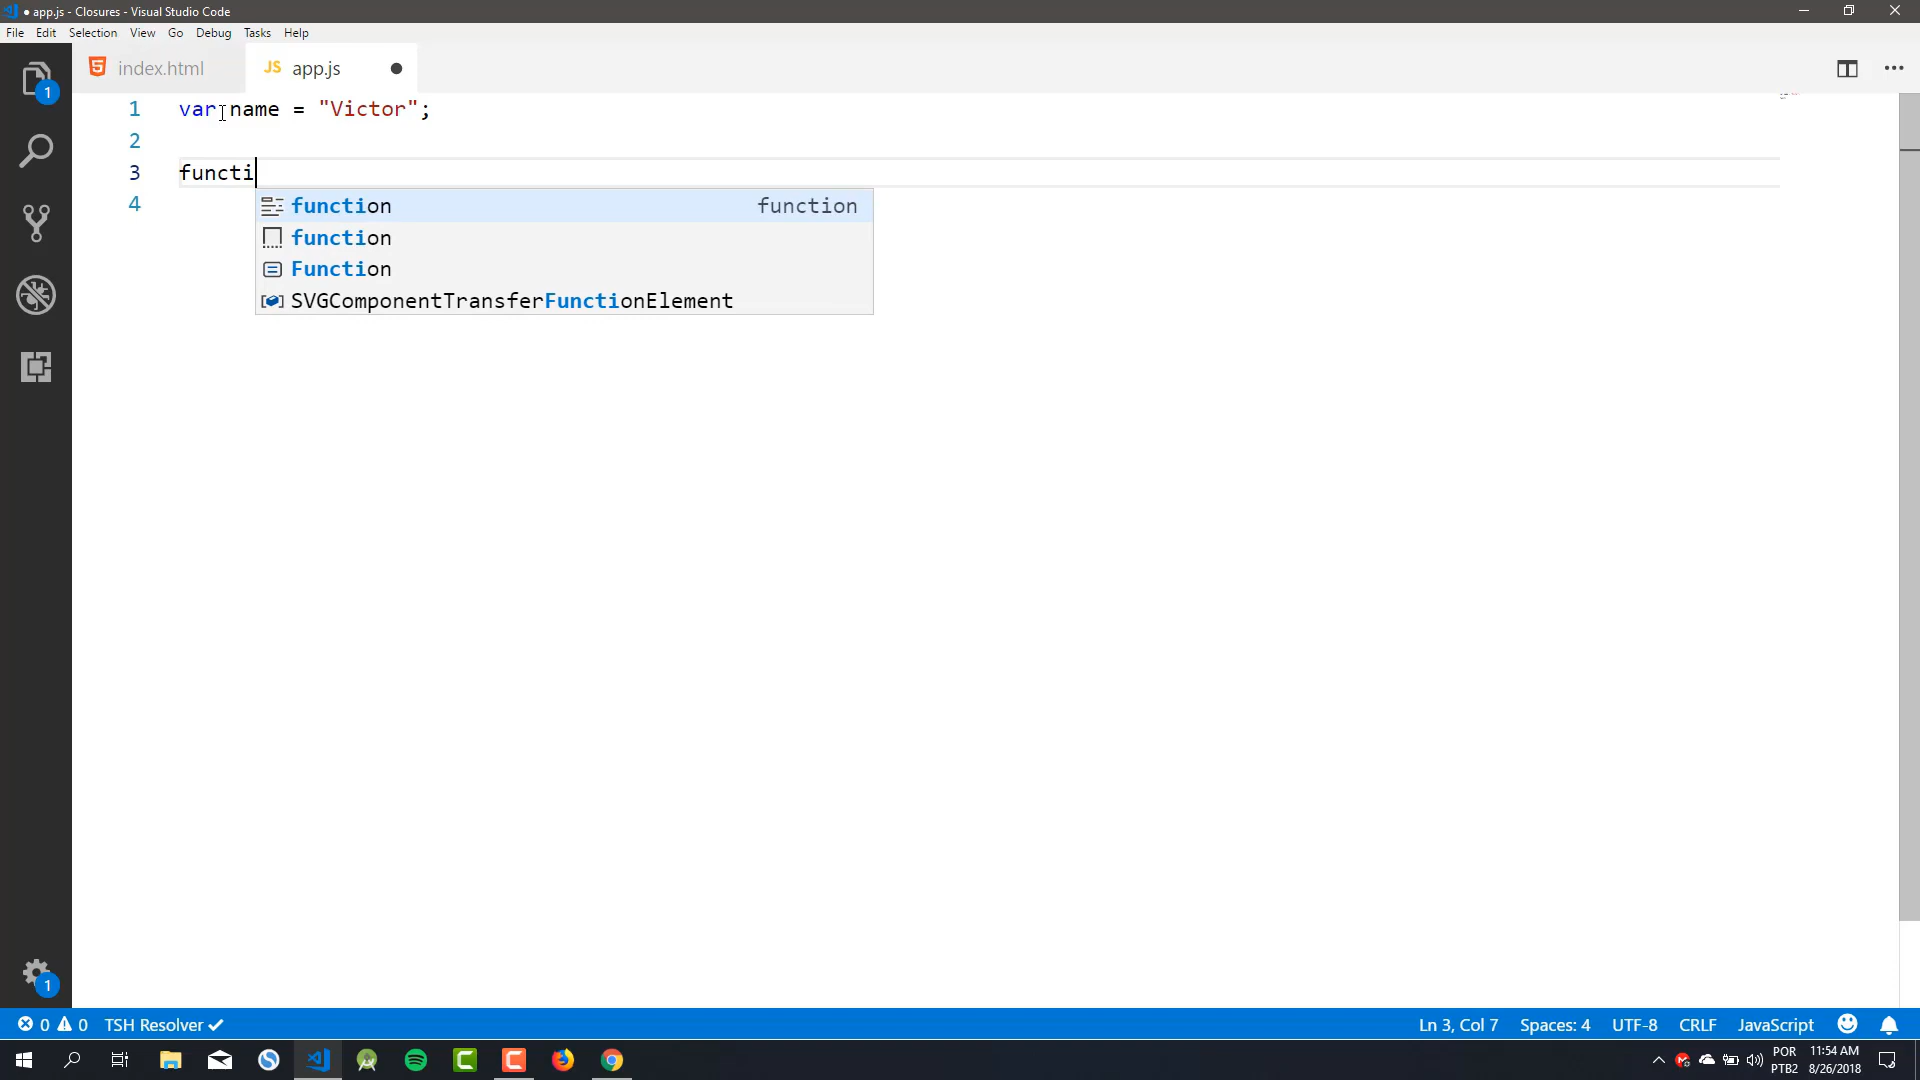 ● app.js - Closures - Visual Studio Code
File Edit Selection View Go Debug Tasks Help
index.html
JS app.js ●
1 var name = "Victor";
2
3 functi
4
function function
function
Function
SVGComponentTransferFunctionElement
1
1
0 0 TSH Resolver
Ln 3, Col 7 Spaces: 4 UTF-8 CRLF JavaScript
POR 11:54 AM
PTB2 8/26/2018